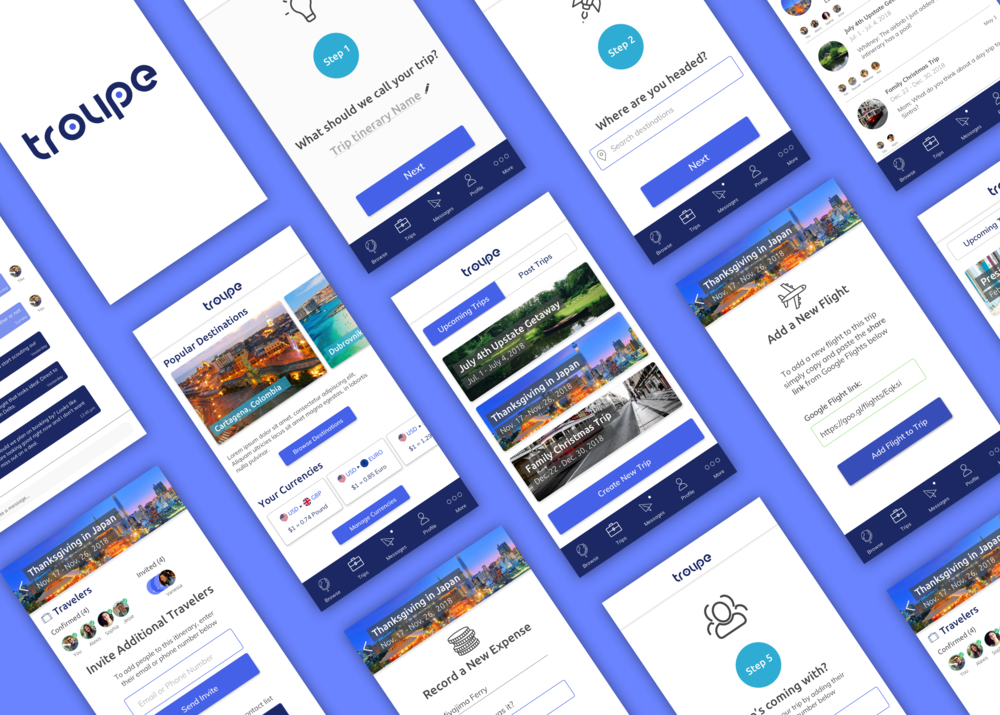 troupe
Step 1
What should we call your trip?
Trip tinerary Name
Next
Browse
Trips
Messages
Profile
More
Step 2
Where are you headed?
Search destinations
Next
Browse
Trips
Messages
Profile
More
July 4th Upstate
Jul. 1 - Jul. 4, 2018
Whitney: The airbnb I just added
intinerary has a pool!
May 1
Family Christmas Trip
Dec. 22 - Dec. 30, 2018
Mom: What do you think about a day trip to
Sintra?
Browse
Trips
Messages
You
You
troupe
Popular Destinations
Cartagena, Colombia
Dubrovnik
Lorem ipsum dolor sit amet, consectetur adipiscing elit.
Aliquam ultrices locus sit amet magna egestas, in lobortis
nulla pulvinar.
Browse Destinations
Your Currencies
USD • GBP
$1 = 0.74 Pound
USD • EURO
$1 = 0.85 Euro
USD •
$1 = 1.2
Manage Currencies
Browse
Trips
Messages
Profile
More
troupe
Upcoming Trips
Past Trips
July 4th Upstate Getaway
Jul. 1 - July 4, 2018
Thanksgiving in Japan
Nov. 17 - Nov. 26, 2018
Family Christmas Trip
Dec. 22 - Dec. 30, 2018
Create New Trip
Browse
Trips
Messages
Profile
More
Thanksgiving in Japan
Nov. 17 - Nov. 26, 2018
Add a New Flight
To add a new flight to this trip
simply copy and paste the share
link from Google Flights below
Google Flight link:
https://goo.gl/flights/Eqksi
Add Flight to Trip
Browse
Trips
Messages
Profile
Upcoming
Pres
Thanksgiving in Japan
Nov. 17 - Nov. 26, 2018
Travelers
Confirmed (4)
Invited (4)
You
Alexis
Sophia
Jesse
Vanessa
Invite Additional Travelers
To add people to this itinerary, enter
their email or phone number below
Email or Phone Number
Send Invite
contact list
Thanksgiving in Japan
Nov. 17 - Nov. 26, 2018
Record a New Expense
Miyajimo Ferry
troupe
Step 5
coming with?
your trip by adding their
number below
Thanksgiving in Japan
Nov. 17 - Nov. 26, 2018
Travelers
Confirmed (4)
You
Alexis